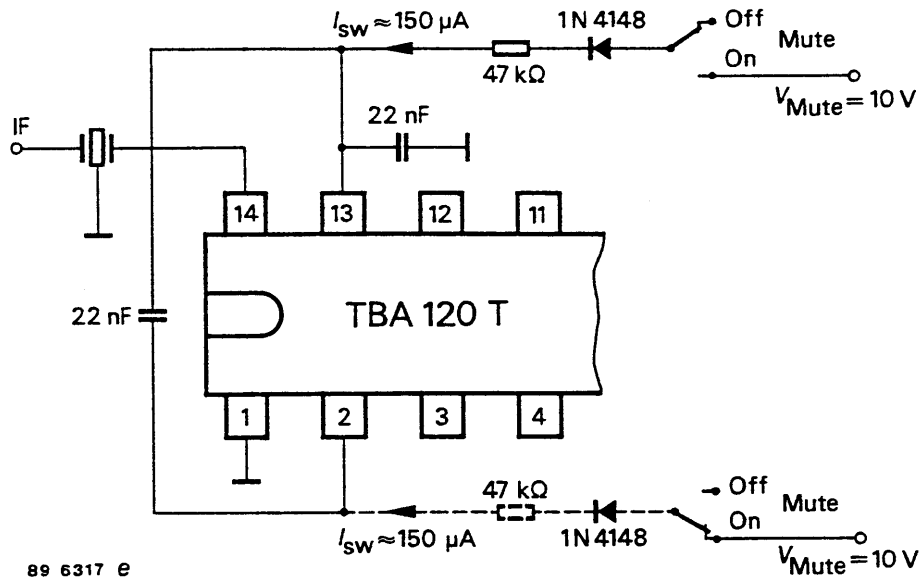 I_SW ≈ 150 µA
1N 4148
Off
Mute
On
47 kΩ
V_Mute = 10 V
22 nF
IF
14
13
12
11
22 nF
TBA 120 T
1
2
3
4
47 kΩ
Off
Mute
On
I_SW ≈ 150 µA
1N 4148
V_Mute = 10 V
89 6317 e